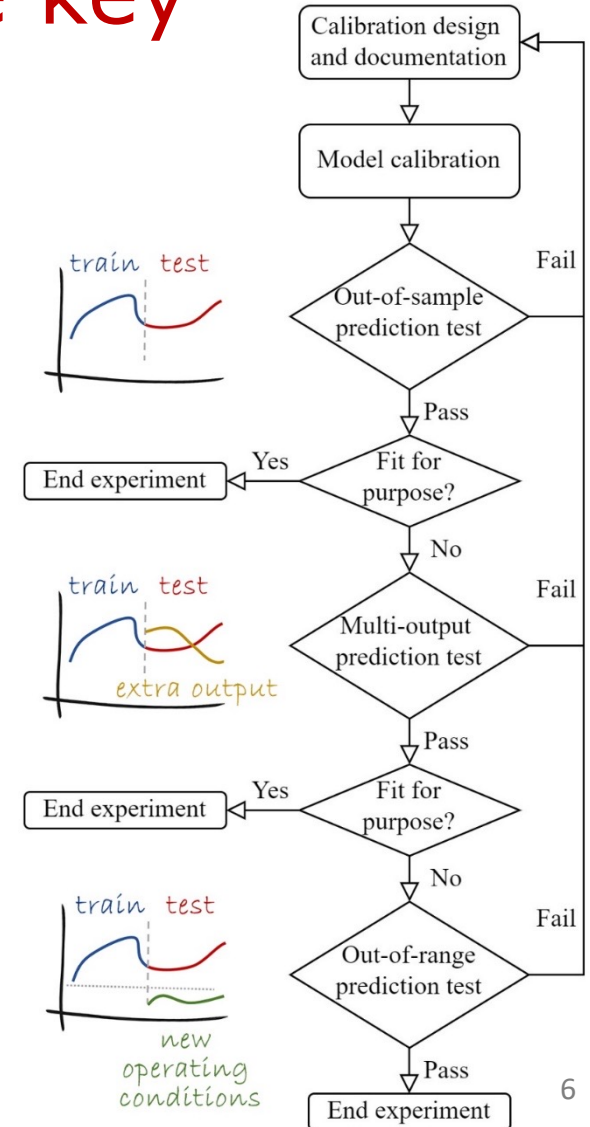 key
Calibration design
and documentation
Model calibration
train test
Fail
Out-of-sample
prediction test
Pass
Yes
Fit for
purpose?
End experiment
No
train test
Fail
Multi-output
prediction test
extra output
Pass
Yes
Fit for
purpose?
End experiment
No
train test
Fail
Out-of-range
prediction test
new
operating
conditions
Pass
End experiment
6